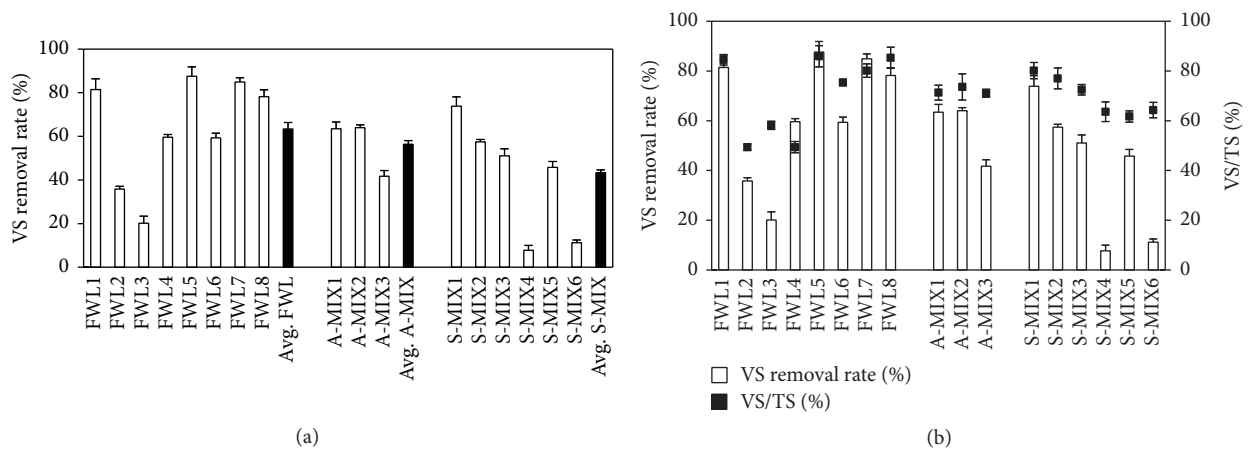 VS removal rate (%)
100
80
60
40
20
0
FWL1
FWL2
FWL3
FWL4
FWL5
FWL6
FWL7
FWL8
Avg. FWL
A-MIX1
A-MIX2
A-MIX3
Avg. A-MIX
S-MIX1
S-MIX2
S-MIX3
S-MIX4
S-MIX5
S-MIX6
Avg. S-MIX
(a)
VS removal rate (%)
100
80
60
40
20
0
FWL1
FWL2
FWL3
FWL4
FWL5
FWL6
FWL7
FWL8
A-MIX1
A-MIX2
A-MIX3
S-MIX1
S-MIX2
S-MIX3
S-MIX4
S-MIX5
S-MIX6
100
80
60
40
20
0
VS/TS (%)
VS removal rate (%)
VS/TS (%)
(b)